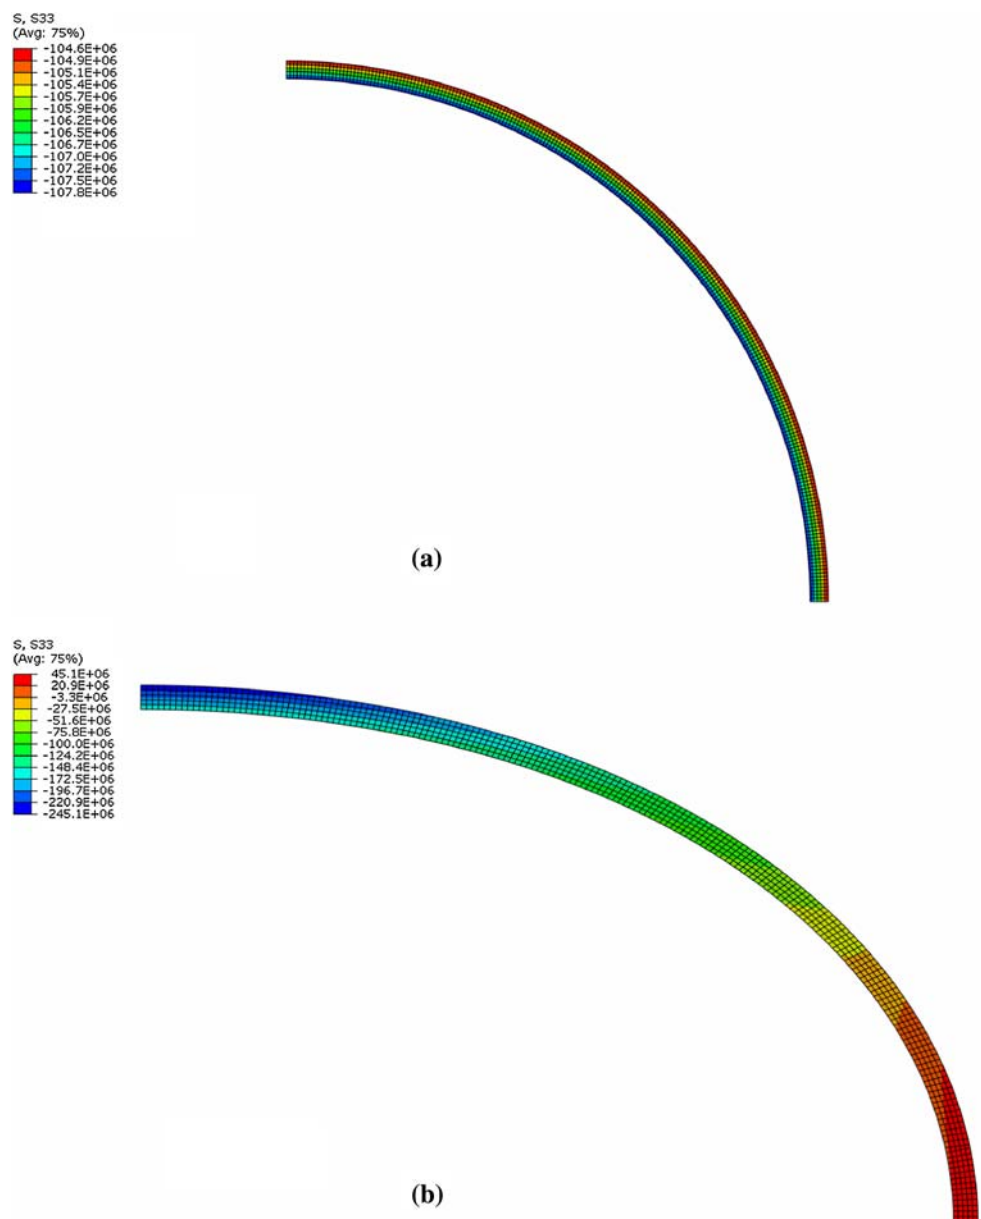 S, S33
(Avg: 75%)
-104.6E+06
-104.9E+06
-105.1E+06
-105.4E+06
-105.7E+06
-105.9E+06
-106.2E+06
-106.5E+06
-106.7E+06
-107.0E+06
-107.2E+06
-107.5E+06
-107.8E+06
(a)
S, S33
(Avg: 75%)
45.1E+06
20.9E+06
-3.3E+06
-27.5E+06
-51.6E+06
-75.8E+06
-100.0E+06
-124.2E+06
-148.4E+06
-172.5E+06
-196.7E+06
-220.9E+06
-245.1E+06
(b)